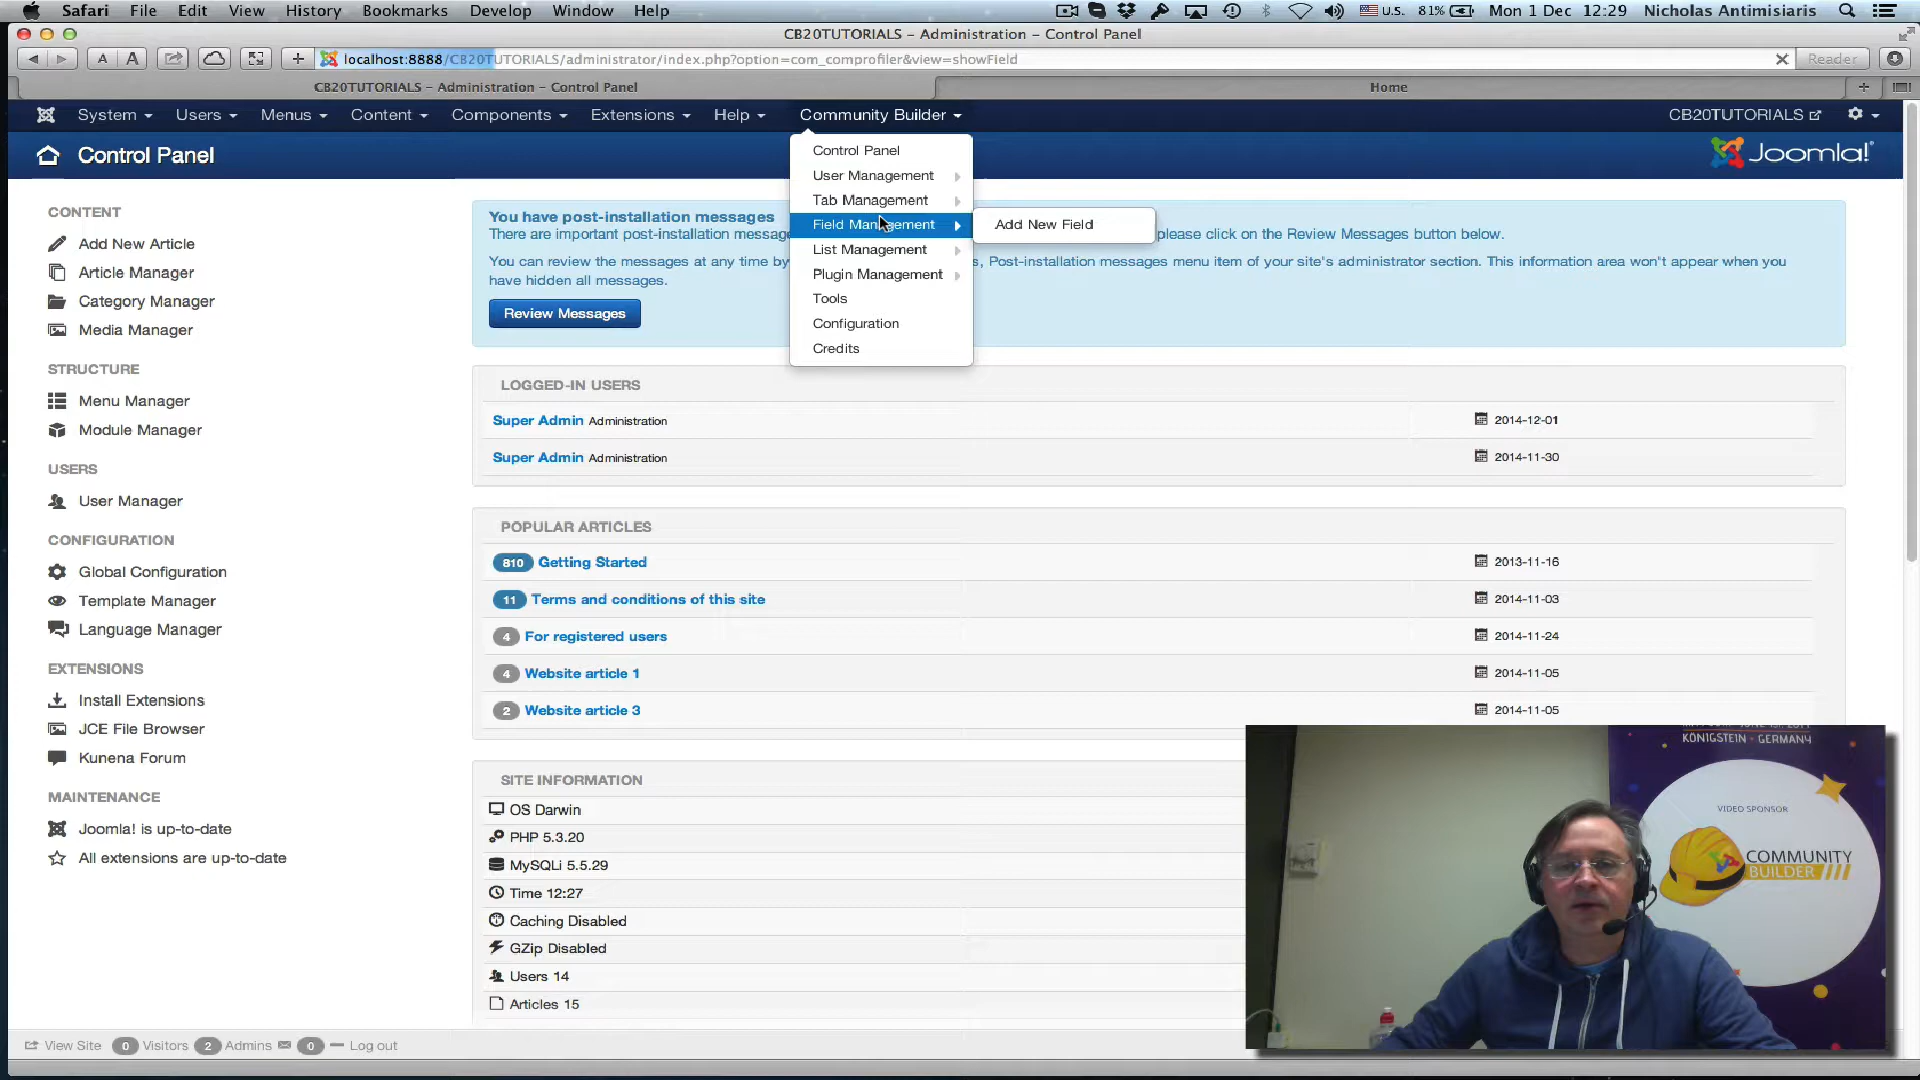 Safari File Edit View History Bookmarks Develop Window Help
U.S. 81% Mon 1 Dec 12:29 Nicholas Antimisiaris
CB20TUTORIALS – Administration – Control Panel
A A + localhost:8888/CB20TUTORIALS/administrator/index.php?option=com_comprofiler&view=showField Reader
CB20TUTORIALS – Administration – Control Panel Home
System Users Menus Content Components Extensions Help Community Builder CB20TUTORIALS
Control Panel Joomla!
Control Panel
User Management
Tab Management
Field Management
Add New Field
List Management
Plugin Management
Tools
Configuration
Credits
CONTENT
Add New Article
Article Manager
Category Manager
Media Manager
STRUCTURE
Menu Manager
Module Manager
USERS
User Manager
CONFIGURATION
Global Configuration
Template Manager
Language Manager
EXTENSIONS
Install Extensions
JCE File Browser
Kunena Forum
MAINTENANCE
Joomla! is up-to-date
All extensions are up-to-date
You have post-installation messages
There are important post-installation please click on the Review Messages button below.
You can review the messages at any time by Post-installation messages menu item of your site's administrator section. This information area won't appear when you
have hidden all messages.
Review Messages
LOGGED-IN USERS
Super Admin Administration 2014-12-01
Super Admin Administration 2014-11-30
POPULAR ARTICLES
810 Getting Started 2013-11-16
11 Terms and conditions of this site 2014-11-03
4 For registered users 2014-11-24
4 Website article 1 2014-11-05
2 Website article 3 2014-11-05
SITE INFORMATION
OS Darwin
PHP 5.3.20
MySQLi 5.5.29
Time 12:27
Caching Disabled
GZip Disabled
Users 14
Articles 15
KÖNIGSTEIN • GERMANY
VIDEO SPONSOR
COMMUNITY
BUILDER
View Site 0 Visitors 2 Admins 0 Log out